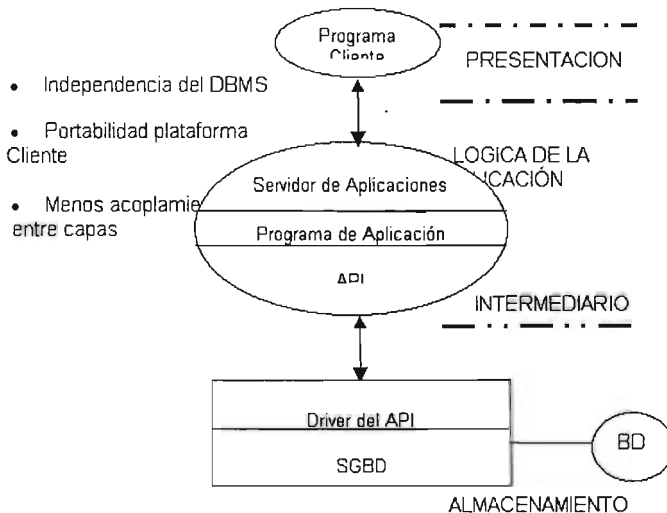 Programa
Cliente
PRESENTACION
• Independencia del DBMS
• Portabilidad plataforma
Cliente
LOGICA DE LA
LICACIÓN
Servidor de Aplicaciones
• Menos acoplamie
entre capas
Programa de Aplicación
API
INTERMEDIARIO
Driver del API
SGBD
BD
ALMACENAMIENTO